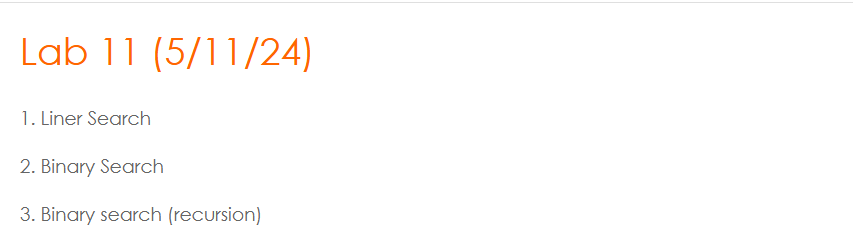 Lab 11 (5/11/24)
1. Liner Search
2. Binary Search
3. Binary search (recursion)